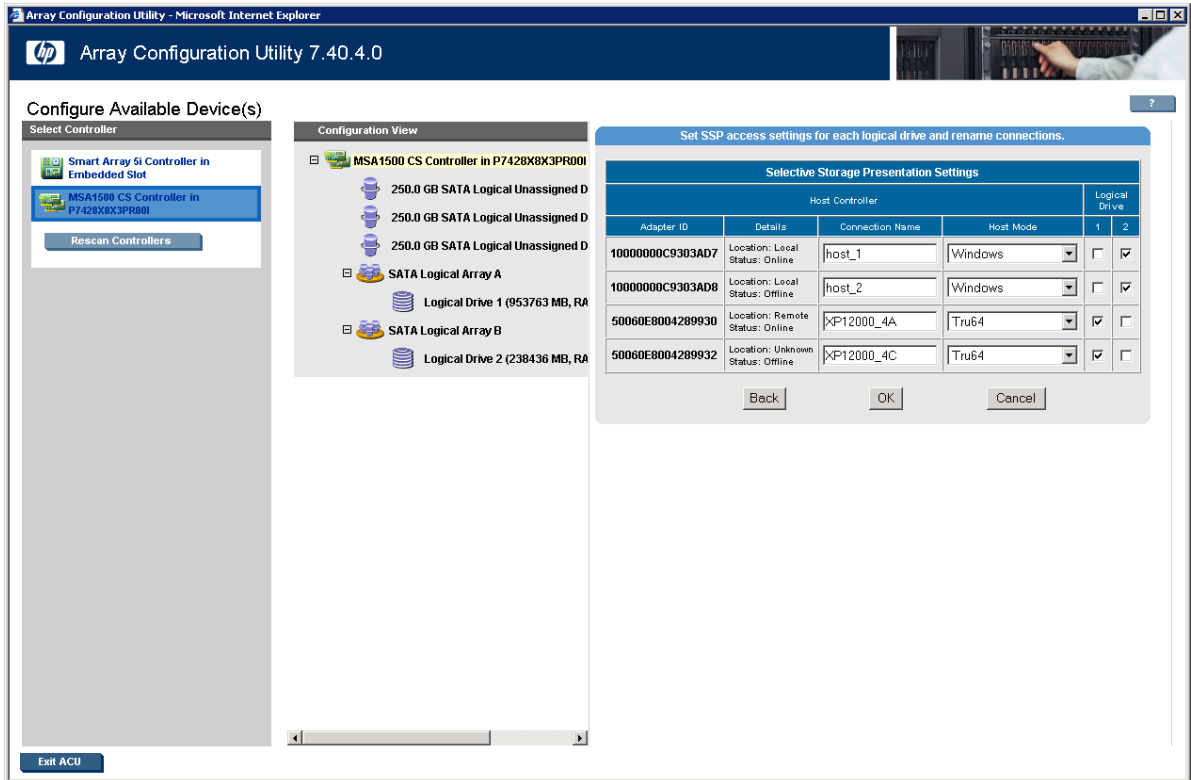 Array Configuration Utility - Microsoft Internet Explorer
hp
Array Configuration Utility 7.40.4.0
?
Configure Available Device(s)
Select Controller
Smart Array 5i Controller in
Embedded Slot
MSA1500 CS Controller in
P7428X8X3PR00I
Rescan Controllers
Configuration View
MSA1500 CS Controller in P7428X8X3PR00I
250.0 GB SATA Logical Unassigned D
250.0 GB SATA Logical Unassigned D
250.0 GB SATA Logical Unassigned D
SATA Logical Array A
Logical Drive 1 (953763 MB, RA
SATA Logical Array B
Logical Drive 2 (238436 MB, RA
Set SSP access settings for each logical drive and rename connections.
Selective Storage Presentation Settings
Host Controller
Logical
Drive
Adapter ID Details Connection Name Host Mode 1 2
10000000C9303AD7 Location: Local Status: Online host_1 Windows
10000000C9303AD8 Location: Local Status: Offline host_2 Windows
50060E8004289930 Location: Remote Status: Online XP12000_4A Tru64
50060E8004289932 Location: Unknown Status: Offline XP12000_4C Tru64
Back OK Cancel
Exit ACU